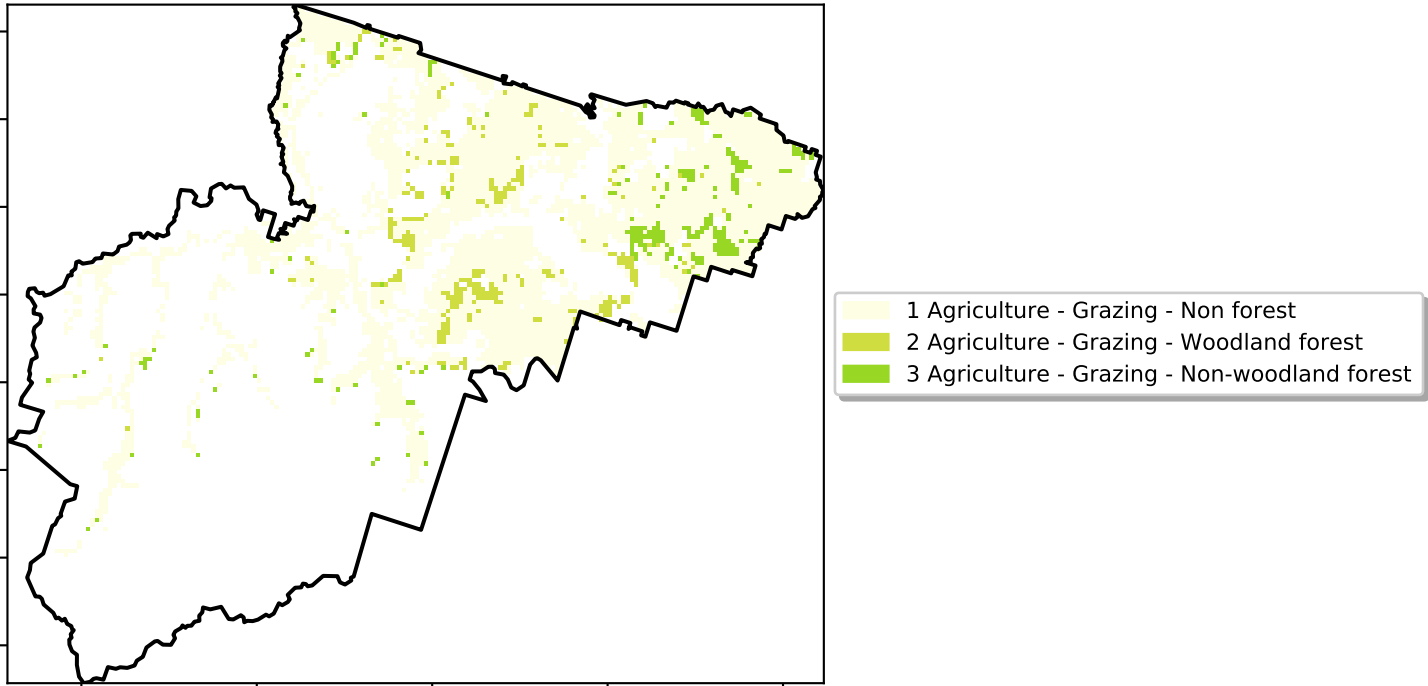 1 Agriculture - Grazing - Non forest
2 Agriculture - Grazing - Woodland forest
3 Agriculture - Grazing - Non-woodland forest